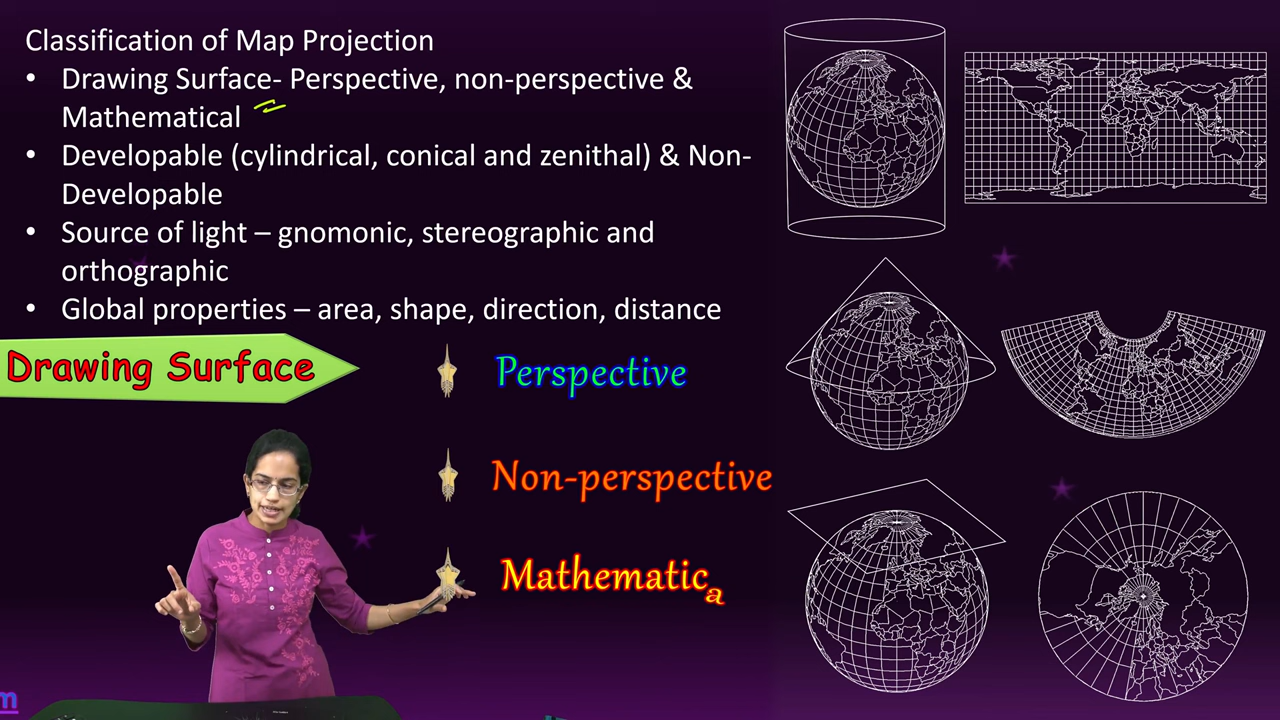 Classification of Map Projection
• Drawing Surface- Perspective, non-perspective &
Mathematical
• Developable (cylindrical, conical and zenithal) & Non-
Developable
• Source of light – gnomonic, stereographic and
orthographic
• Global properties – area, shape, direction, distance
Drawing Surface
Perspective
Non-perspective
Mathematica
m